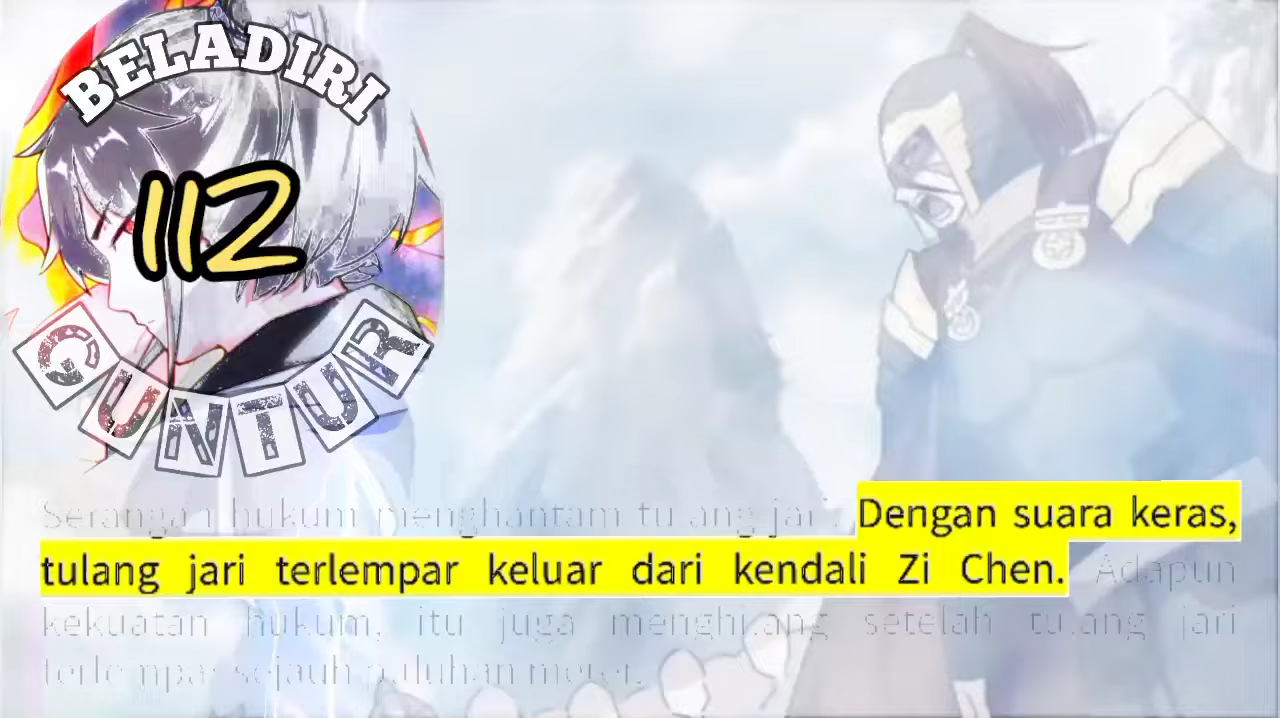 BELADIRI
112
GUNTUR
Serangan hukum menghantam tulang jari. Dengan suara keras,
tulang jari terlempar keluar dari kendali Zi Chen. Adapun
kekuatan hukum, itu juga menghilang setelah tulang jari
terlempar sejauh puluhan meter.